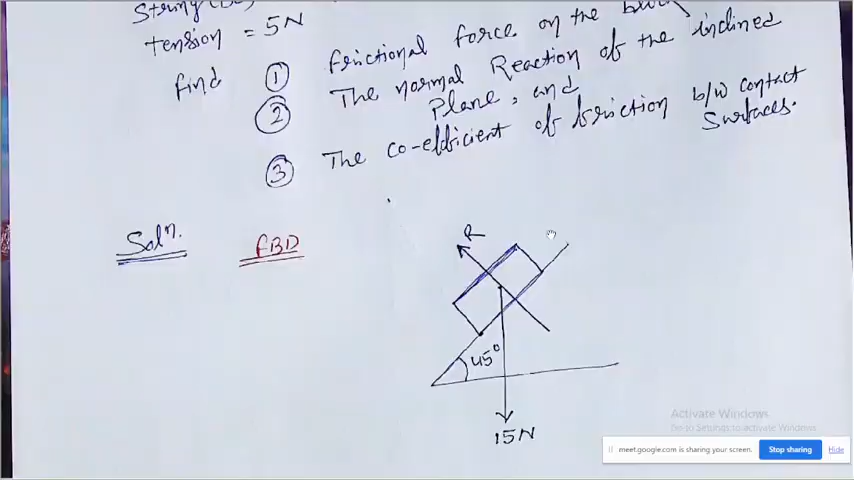 tension = 5N
find ① frictional force on the block
② The normal Reaction of the inclined
Plane, and
③ The co-efficient of friction b/w contact
Surfaces.
Solⁿ.
FBD
R
45°
15N
Activate Windows
Go to Settings to activate Windows.
meet.google.com is sharing your screen.
Stop sharing
Hide